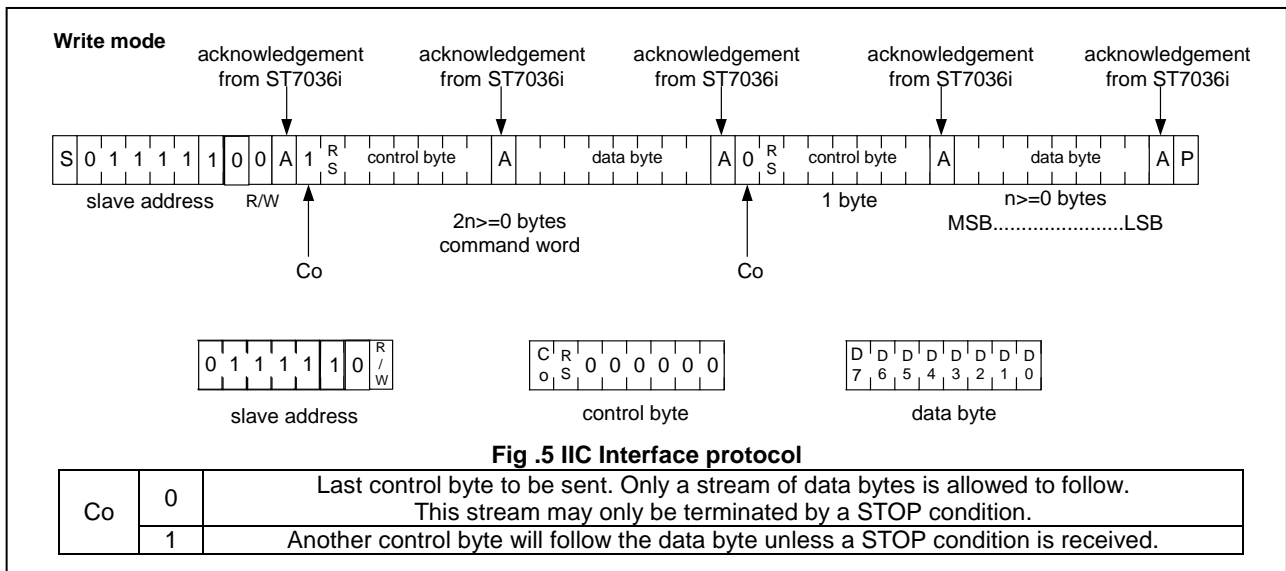 Write mode
acknowledgement from ST7036i
acknowledgement from ST7036i
acknowledgement from ST7036i
acknowledgement from ST7036i
acknowledgement from ST7036i
S 0 1 1 1 1 1 0 0 A 1 RS control byte A data byte A 0 RS control byte A data byte A P
slave address R/W 1 byte n>=0 bytes
2n>=0 bytes MSB.......................LSB
command word
Co Co
0 1 1 1 1 1 0 R/W Co RS 0 0 0 0 0 0 D7 D6 D5 D4 D3 D2 D1 D0
slave address control byte data byte
Fig .5 IIC Interface protocol
Co 0 Last control byte to be sent. Only a stream of data bytes is allowed to follow.
This stream may only be terminated by a STOP condition.
1 Another control byte will follow the data byte unless a STOP condition is received.